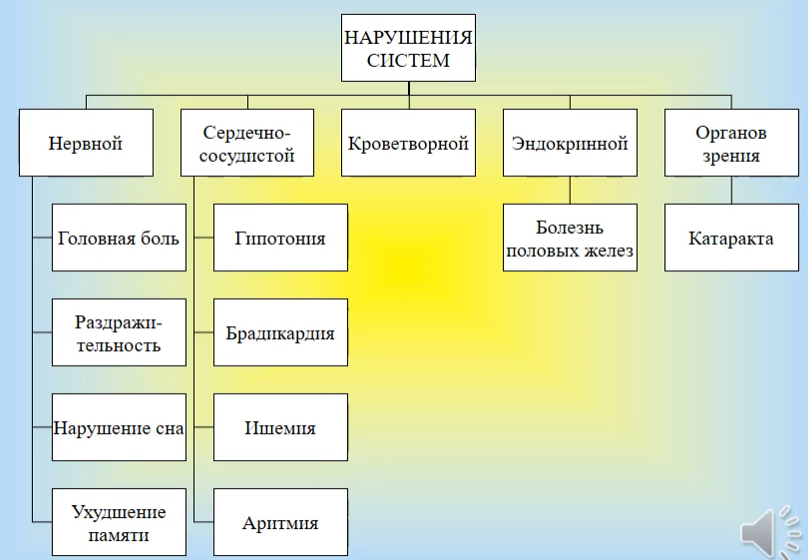 НАРУШЕНИЯ
СИСТЕМ
Нервной
Сердечно-
сосудистой
Кроветворной
Эндокринной
Органов
зрения
Головная боль
Гипотония
Болезнь
половых желез
Катаракта
Раздражи-
тельность
Брадикардия
Нарушение сна
Ишемия
Ухудшение
памяти
Аритмия